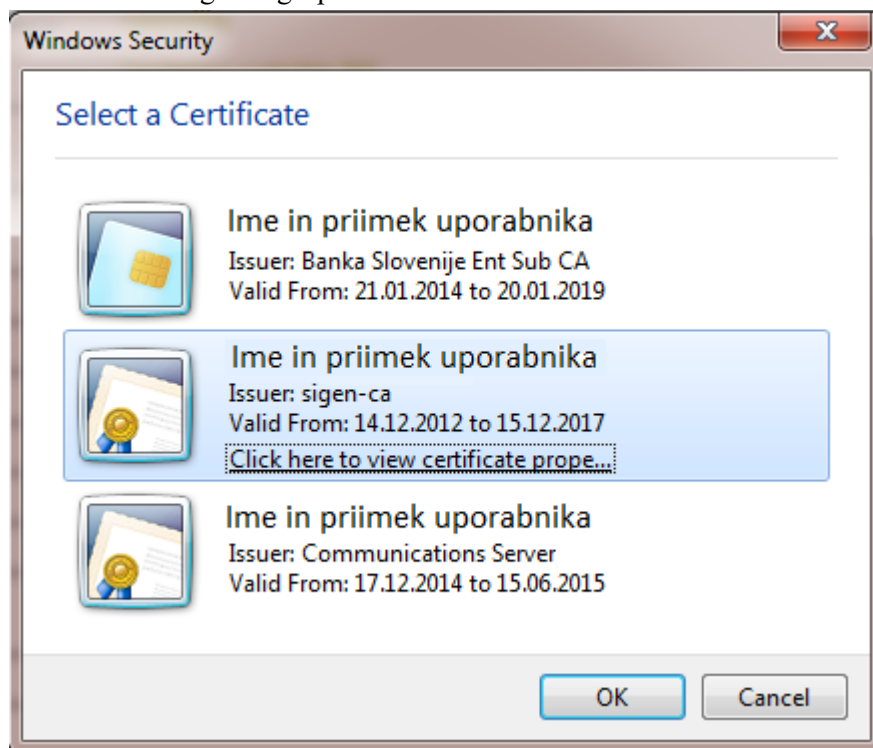 Windows Security
Select a Certificate
Ime in priimek uporabnika
Issuer: Banka Slovenije Ent Sub CA
Valid From: 21.01.2014 to 20.01.2019
Ime in priimek uporabnika
Issuer: sigen-ca
Valid From: 14.12.2012 to 15.12.2017
Click here to view certificate prope...
Ime in priimek uporabnika
Issuer: Communications Server
Valid From: 17.12.2014 to 15.06.2015
OK Cancel